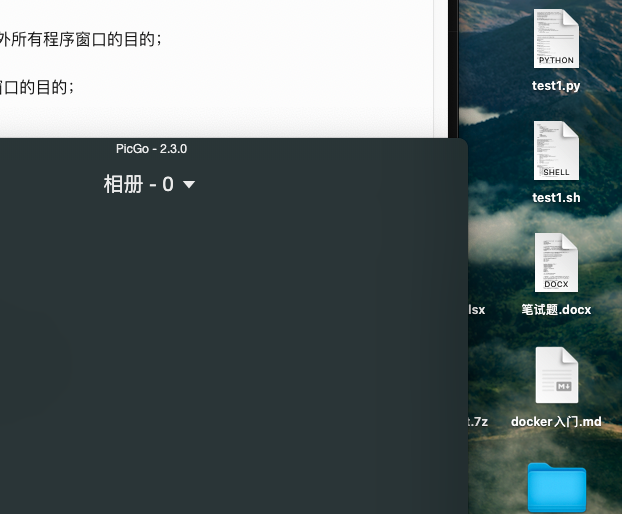 外所有程序窗口的目的；
窗口的目的；
PicGo - 2.3.0
相册 - 0
PYTHON
test1.py
SHELL
test1.sh
DOCX
lsx
笔试题.docx
M
t.7z
docker入门.md